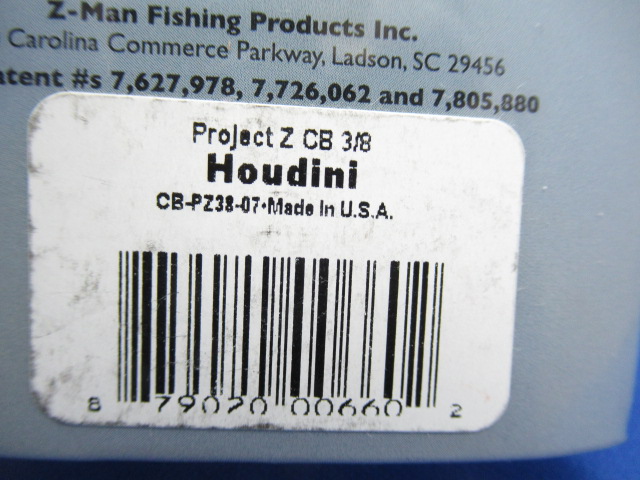 Z-Man Fishing Products Inc.
Carolina Commerce Parkway, Ladson, SC 29456
#s 7,627,978, 7,726,062 and 7,805,880
Project Z CB 3/8
Houdini
CB-PZ38-07•Made In U.S.A.
8 79020 00660 2